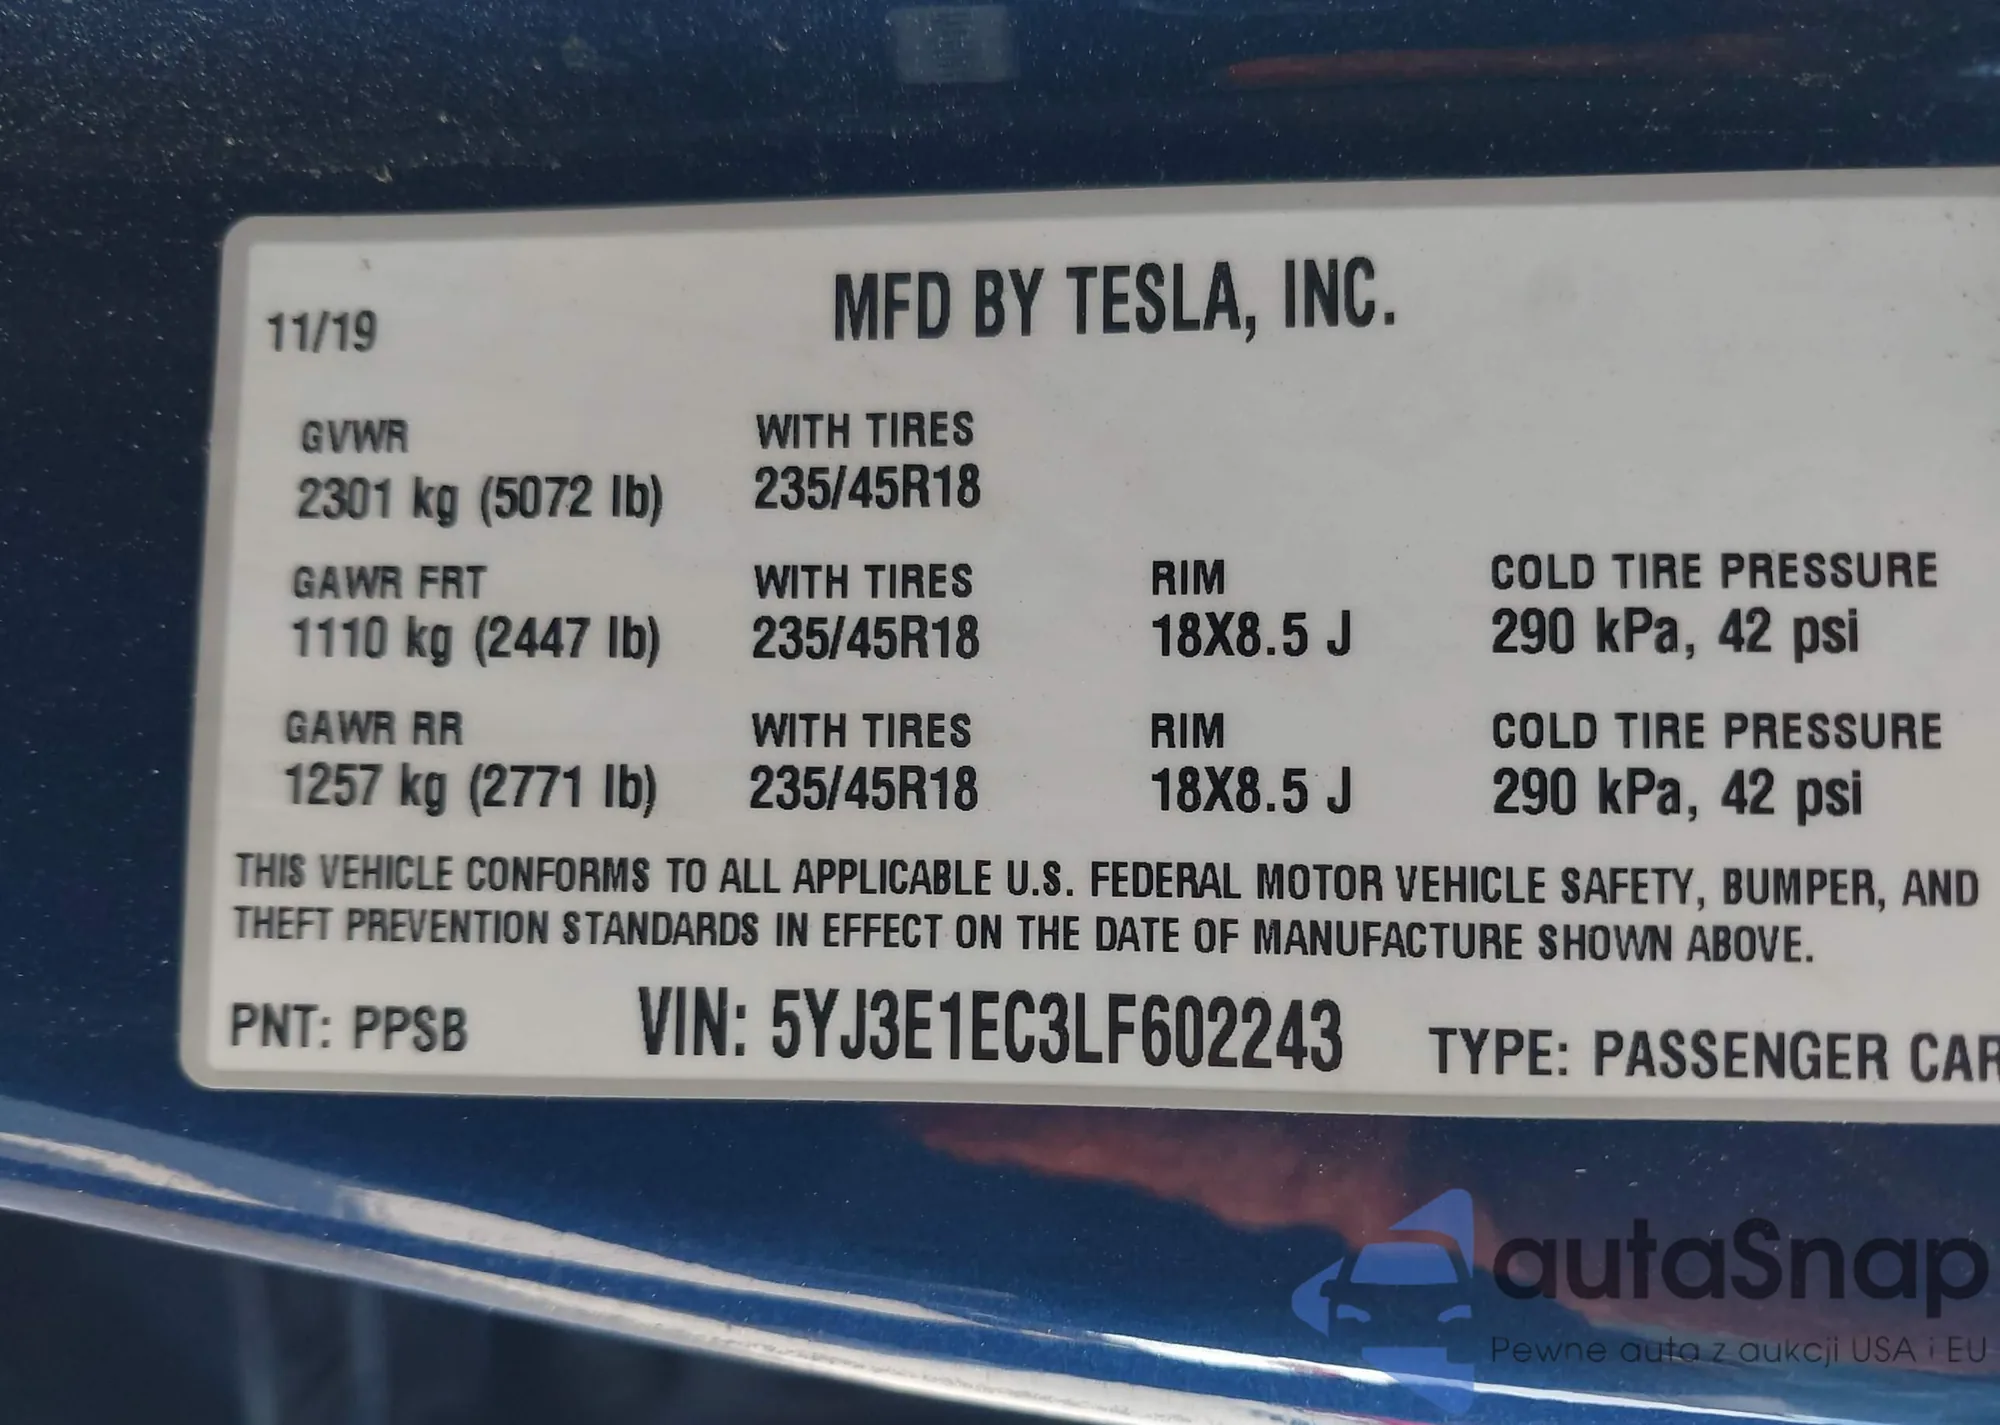 MFD BY TESLA, INC.
11/19
GVWR WITH TIRES
2301 kg (5072 lb) 235/45R18
GAWR FRT WITH TIRES RIM COLD TIRE PRESSURE
1110 kg (2447 lb) 235/45R18 18X8.5 J 290 kPa, 42 psi
GAWR RR WITH TIRES RIM COLD TIRE PRESSURE
1257 kg (2771 lb) 235/45R18 18X8.5 J 290 kPa, 42 psi
THIS VEHICLE CONFORMS TO ALL APPLICABLE U.S. FEDERAL MOTOR VEHICLE SAFETY, BUMPER, AND
THEFT PREVENTION STANDARDS IN EFFECT ON THE DATE OF MANUFACTURE SHOWN ABOVE.
PNT: PPSB VIN: 5YJ3E1EC3LF602243 TYPE: PASSENGER CAR
autaSnap
Pewne auta z aukcji USA i EU